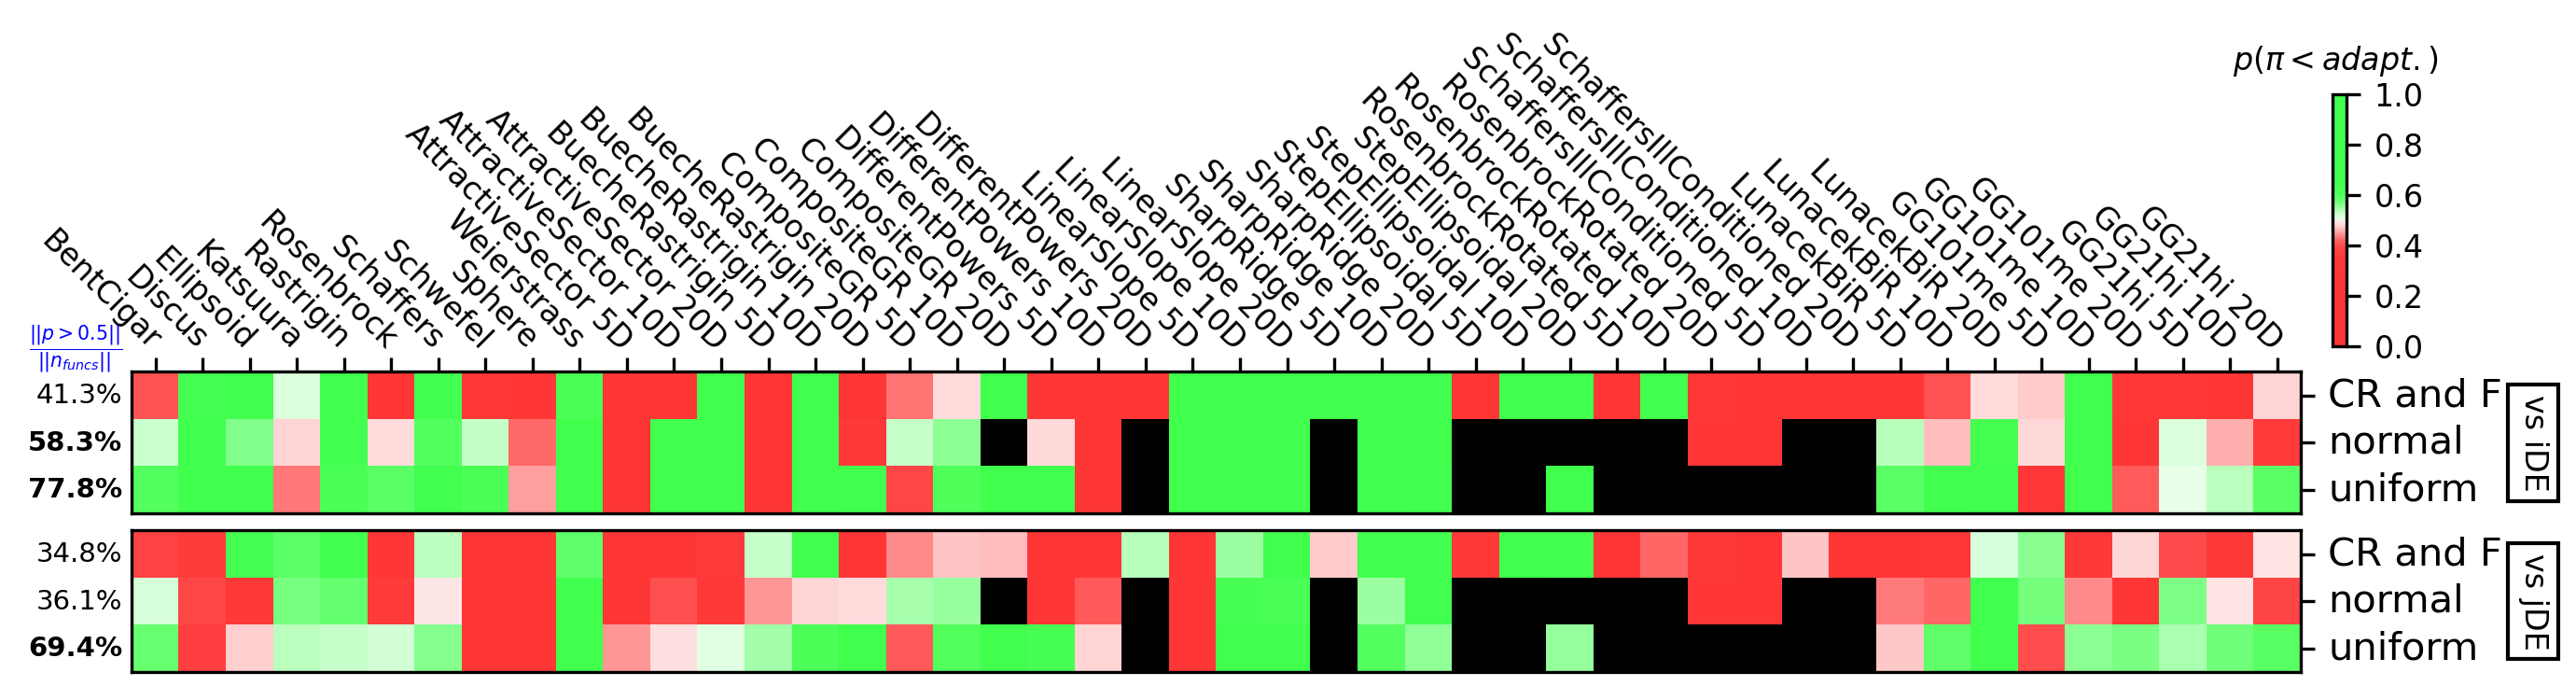 p(π < adapt.)
1.0
0.8
0.6
0.4
0.2
0.0
BentCigar
Discus
Ellipsoid
Katsuura
Rastrigin
Rosenbrock
Schaffers
Schwefel
Sphere
Weierstrass
AttractiveSector 5D
AttractiveSector 10D
AttractiveSector 20D
BuecheRastrigin 5D
BuecheRastrigin 10D
BuecheRastrigin 20D
CompositeGR 5D
CompositeGR 10D
CompositeGR 20D
DifferentPowers 5D
DifferentPowers 10D
DifferentPowers 20D
LinearSlope 5D
LinearSlope 10D
LinearSlope 20D
SharpRidge 5D
SharpRidge 10D
SharpRidge 20D
StepEllipsoidal 5D
StepEllipsoidal 10D
StepEllipsoidal 20D
RosenbrockRotated 5D
RosenbrockRotated 10D
RosenbrockRotated 20D
SchaffersIllConditioned 5D
SchaffersIllConditioned 10D
SchaffersIllConditioned 20D
LunacekBiR 5D
LunacekBiR 10D
LunacekBiR 20D
GG101me 5D
GG101me 10D
GG101me 20D
GG21hi 5D
GG21hi 10D
GG21hi 20D
||p > 0.5||
||n_funcs||
41.3% CR and F
58.3% normal
77.8% uniform
vs iDE
34.8% CR and F
36.1% normal
69.4% uniform
vs jDE